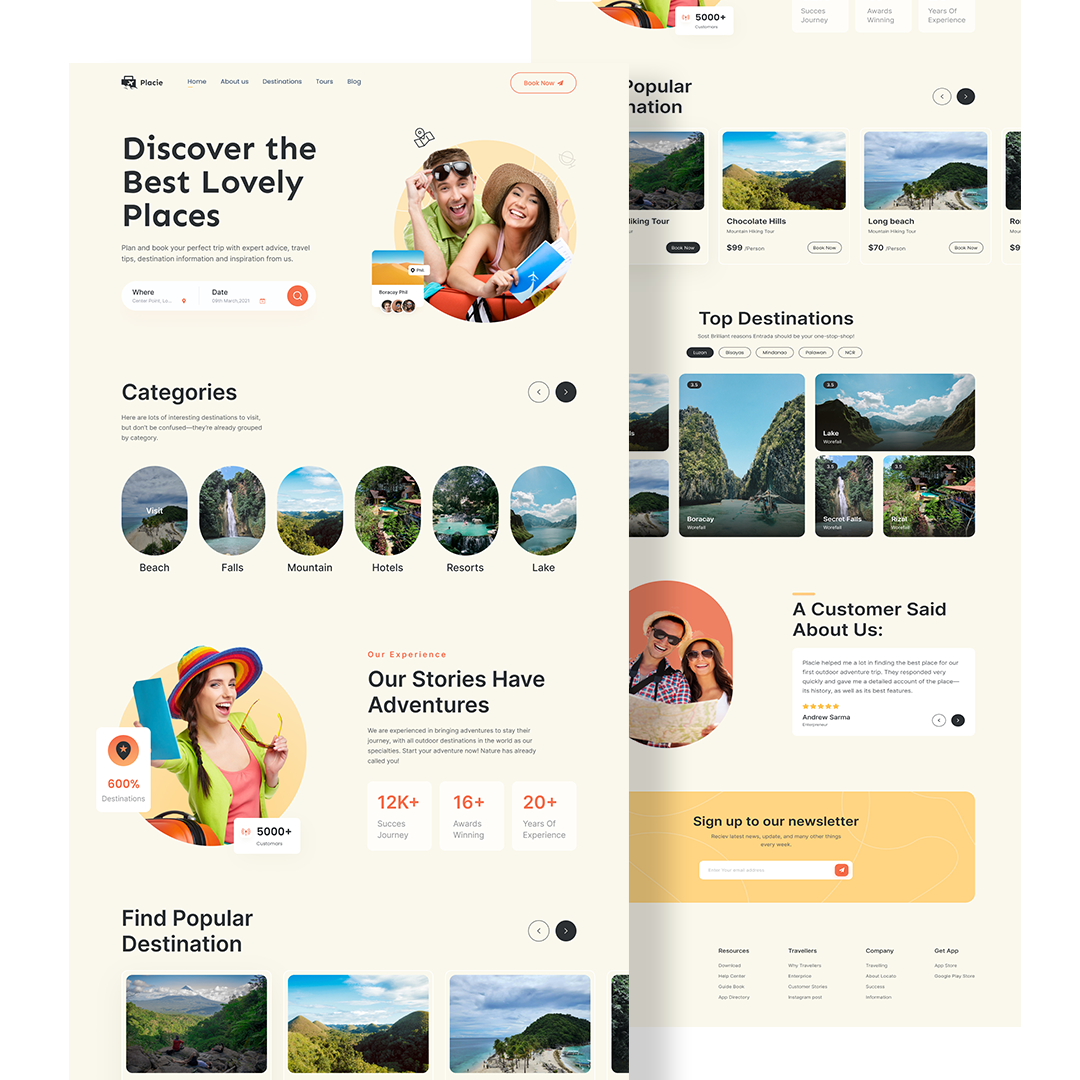 Placie
Home About us Destinations Tours Blog
Book Now
Discover the
Best Lovely
Places
Plan and book your perfect trip with expert advice, travel
tips, destination information and inspiration from us.
Where
Center Point, Lo...
Date
08th March,2021
Phil
Boracay Phil
Categories
Here are lots of interesting destinations to visit,
but don't be confused—they're already grouped
by category.
Visit
Beach Falls Mountain Hotels Resorts Lake
600%
Destinations
5000+
Customers
Our Experience
Our Stories Have
Adventures
We are experienced in bringing adventures to stay their
journey, with all outdoor destinations in the world as our
specialties. Start your adventure now! Nature has already
called you!
12K+
Succes
Journey
16+
Awards
Winning
20+
Years Of
Experience
Find Popular
Destination
5000+
Customers
Succes
Journey
Awards
Winning
Years Of
Experience
Popular
nation
Hiking Tour
Book Now
Chocolate Hills
Mountain Hiking Tour
$99 /Person
Book Now
Long beach
Mountain Hiking Tour
$70 /Person
Book Now
Ro
Mou
$9
Top Destinations
Sost Brilliant reasons Entrada should be your one-stop-shop!
Luzon Bisayas Mindanao Palawan NCR
ls
3.5
Boracay
Worefall
3.5
Lake
Worefall
3.5
Secret Falls
Worefall
3.5
Rizal
Worefall
A Customer Said
About Us:
Placie helped me a lot in finding the best place for our
first outdoor adventure trip. They responded very
quickly and gave me a detailed account of the place—
its history, as well as its best features.
Andrew Sarma
Entrepreneur
Sign up to our newsletter
Reciev latest news, update, and many other things
every week.
Enter Your email address
Resources
Download
Help Center
Guide Book
App Directory
Travellers
Why Travellers
Enterprice
Customer Stories
Instagram post
Company
Travelling
About Locato
Success
Information
Get App
App Store
Google Play Store